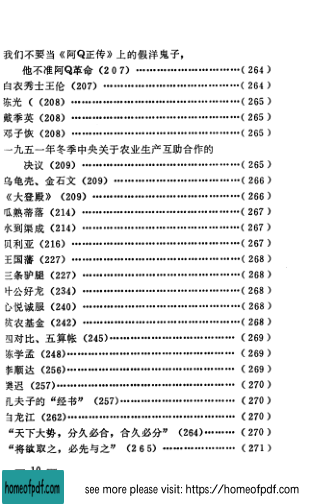 我们不要当《阿Q正传》上的假洋鬼子，
他不准阿Q革命（207）………………（264）
白衣秀士王伦（207）………………（264）
陈光（（208）………………（265）
戴季英（208）………………（265）
邓子恢（208）………………（265）
一九五一年冬季中央关于农业生产互助合作的
决议（209）………………（265）
乌龟壳、金石文（209）………………（266）
《大登殿》（209）………………（266）
瓜熟蒂落（214）………………（267）
水到渠成（214）………………（267）
贝利亚（216）………………（267）
王国藩（227）………………（268）
三条驴腿（227）………………（268）
叶公好龙（234）………………（268）
心悦诚服（240）………………（268）
贫农基金（242）………………（268）
四对比、五算帐（245）………………（269）
陈学孟（248）………………（269）
李顺达（256）………………（269）
樊迟（257）………………（270）
孔夫子的“经书”（257）………………（270）
白龙江（262）………………（270）
“天下大势，分久必合，合久必分”（264）………（270）
“将欲取之，必先与之”（265）………………（271）
— 10 —
homeofpdf.com
see more please visit: https://homeofpdf.com